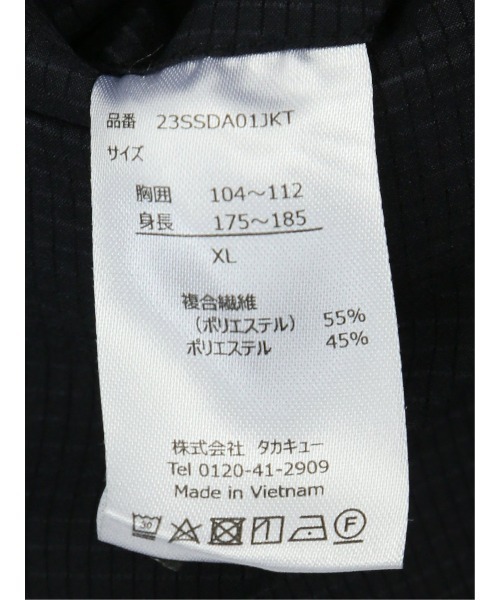 品番 23SSDA01JKT
サイズ
胸囲 104～112
身長 175～185
XL
複合繊維
(ポリエステル) 55%
ポリエステル 45%
株式会社 タカキュー
Tel 0120-41-2909
Made in Vietnam
30 F